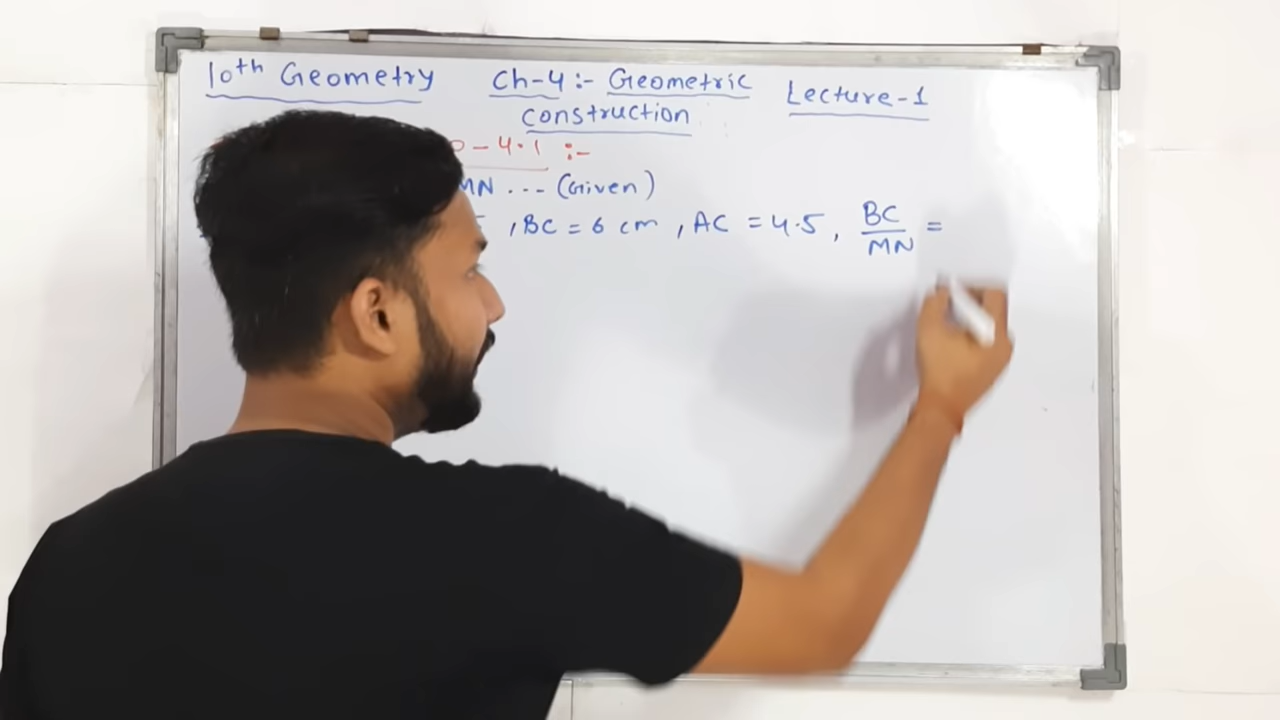 10th Geometry Ch-4:- Geometric construction Lecture-1
- 4.1 :-
MN ... (Given)
, BC = 6 cm , AC = 4.5 , BC/MN =